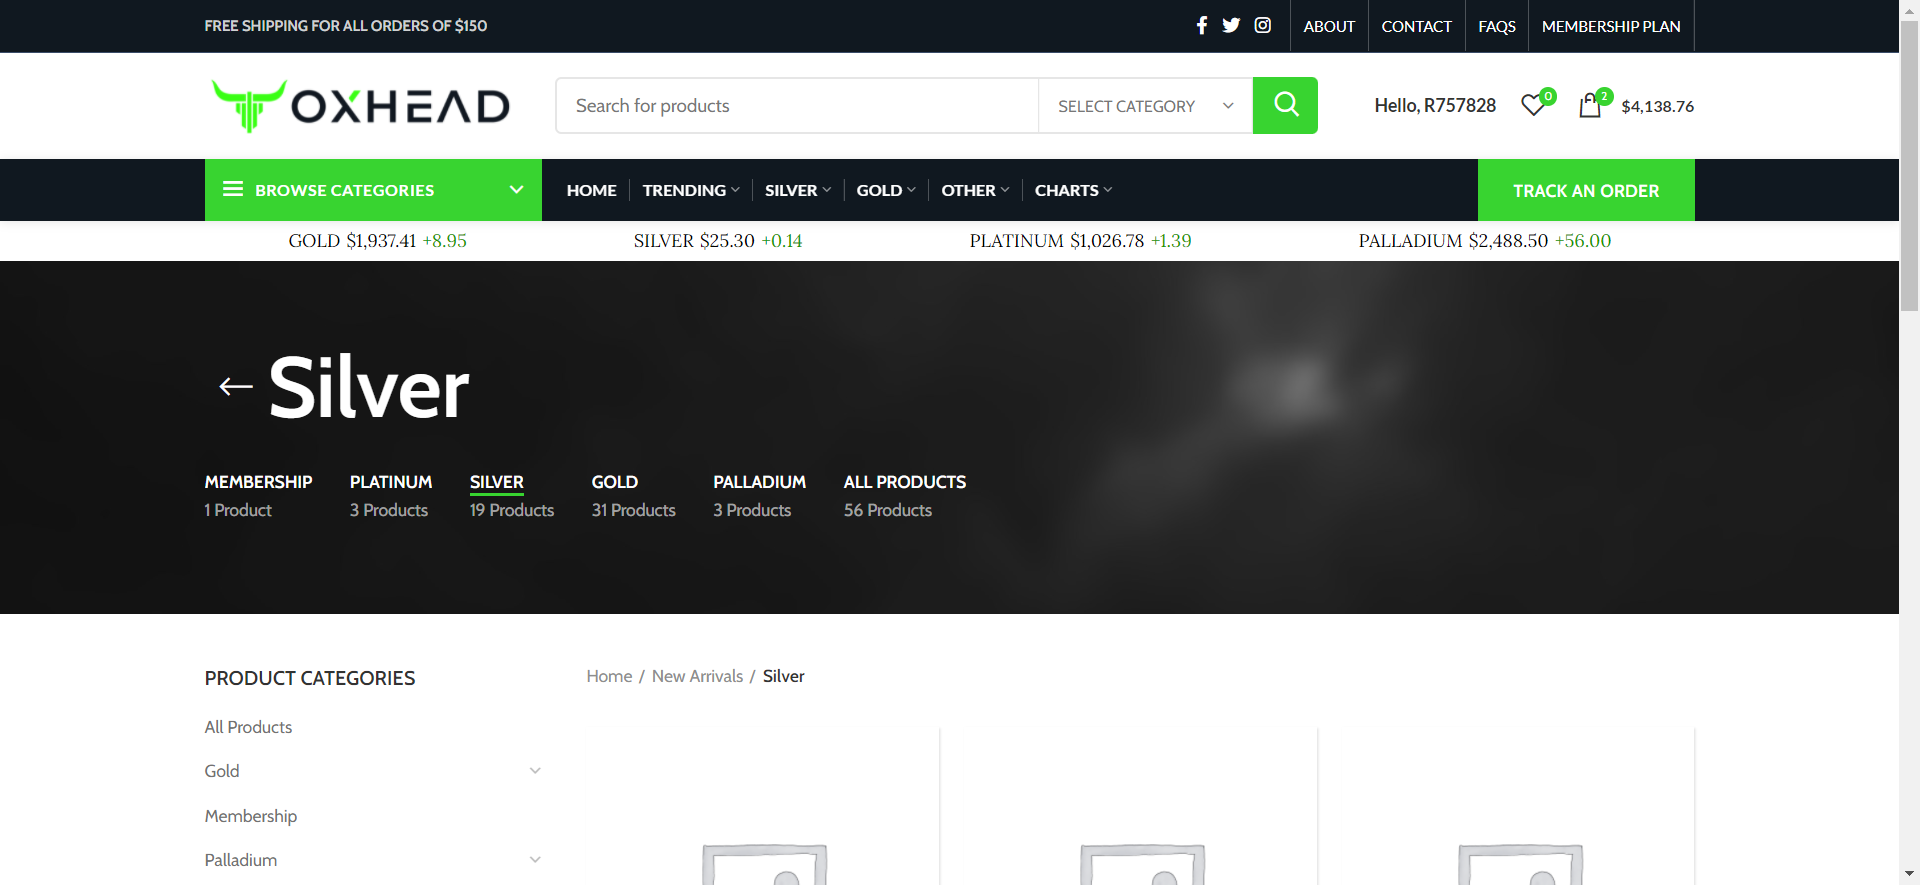 FREE SHIPPING FOR ALL ORDERS OF $150
ABOUT
CONTACT
FAQS
MEMBERSHIP PLAN
OXHEAD
Search for products
SELECT CATEGORY
Hello, R757828
0
2
$4,138.76
BROWSE CATEGORIES
HOME
TRENDING
SILVER
GOLD
OTHER
CHARTS
TRACK AN ORDER
GOLD $1,937.41 +8.95
SILVER $25.30 +0.14
PLATINUM $1,026.78 +1.39
PALLADIUM $2,488.50 +56.00
Silver
MEMBERSHIP
1 Product
PLATINUM
3 Products
SILVER
19 Products
GOLD
31 Products
PALLADIUM
3 Products
ALL PRODUCTS
56 Products
PRODUCT CATEGORIES
All Products
Gold
Membership
Palladium
Home / New Arrivals / Silver